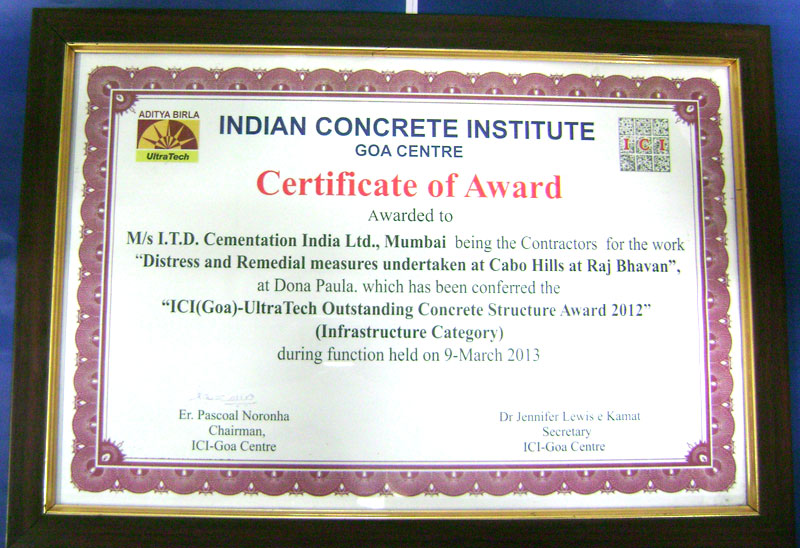 ADITYA BIRLA
UltraTech
INDIAN CONCRETE INSTITUTE
GOA CENTRE
ICI
Certificate of Award
Awarded to
M/s I.T.D. Cementation India Ltd., Mumbai being the Contractors for the work
“Distress and Remedial measures undertaken at Cabo Hills at Raj Bhavan”,
at Dona Paula. which has been conferred the
“ICI(Goa)-UltraTech Outstanding Concrete Structure Award 2012”
(Infrastructure Category)
during function held on 9-March 2013
Er. Pascoal Noronha
Chairman,
ICI-Goa Centre
Dr Jennifer Lewis e Kamat
Secretary
ICI-Goa Centre